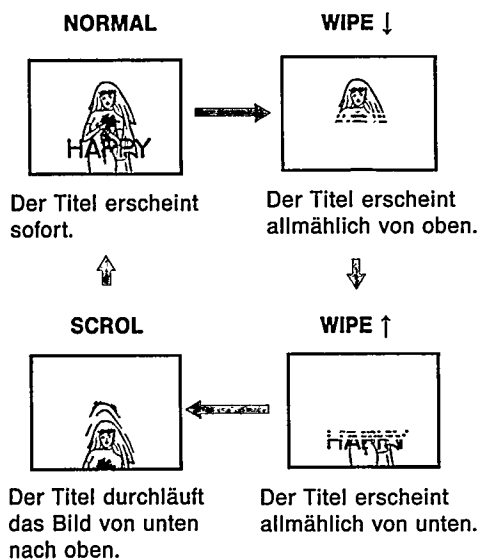 NORMAL
HAPPY
Der Titel erscheint
sofort.
WIPE ↓
Der Titel erscheint
allmählich von oben.
WIPE ↑
HAPPY
Der Titel erscheint
allmählich von unten.
SCROL
Der Titel durchläuft
das Bild von unten
nach oben.